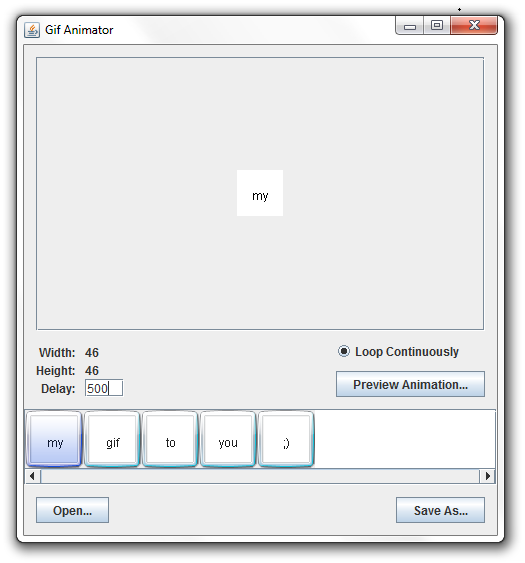 Gif Animator
my
Width: 46
Loop Continuously
Height: 46
Delay: 500
Preview Animation...
my gif to you ;)
Open... Save As...